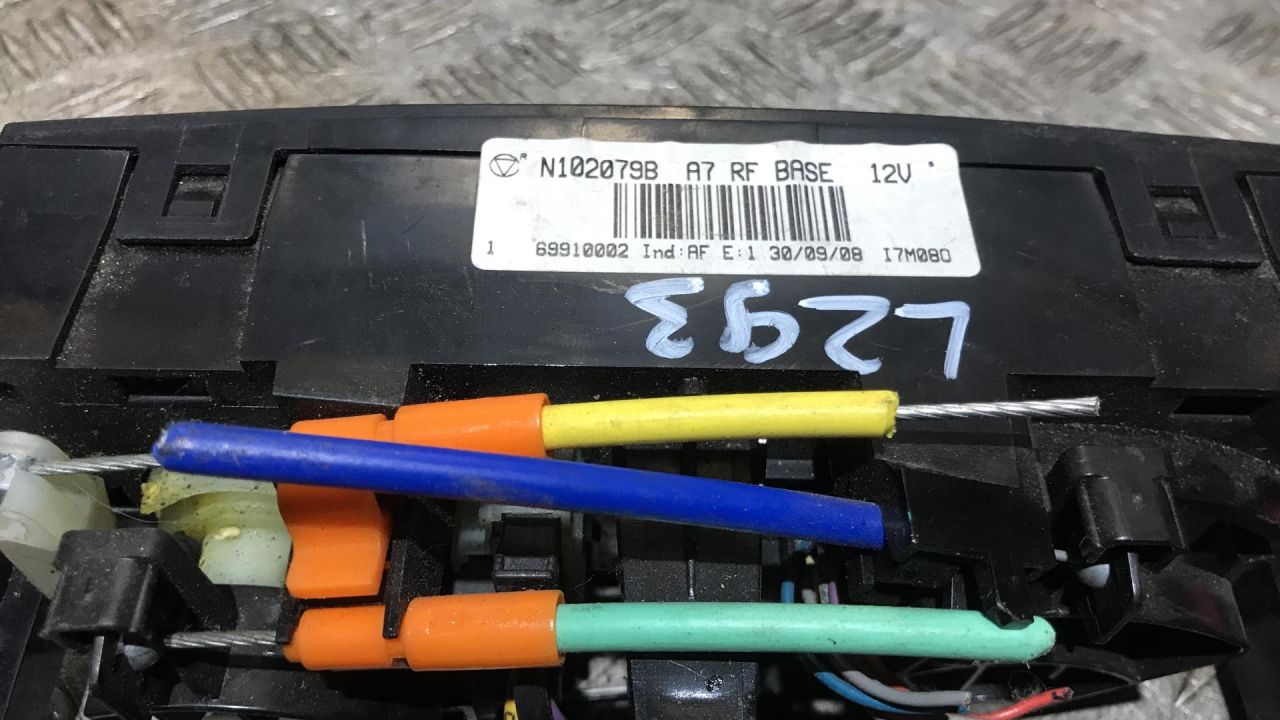 N102079B A7 RF BASE 12V
1 69910002 Ind:AF E:1 30/09/08 I7M080
L293